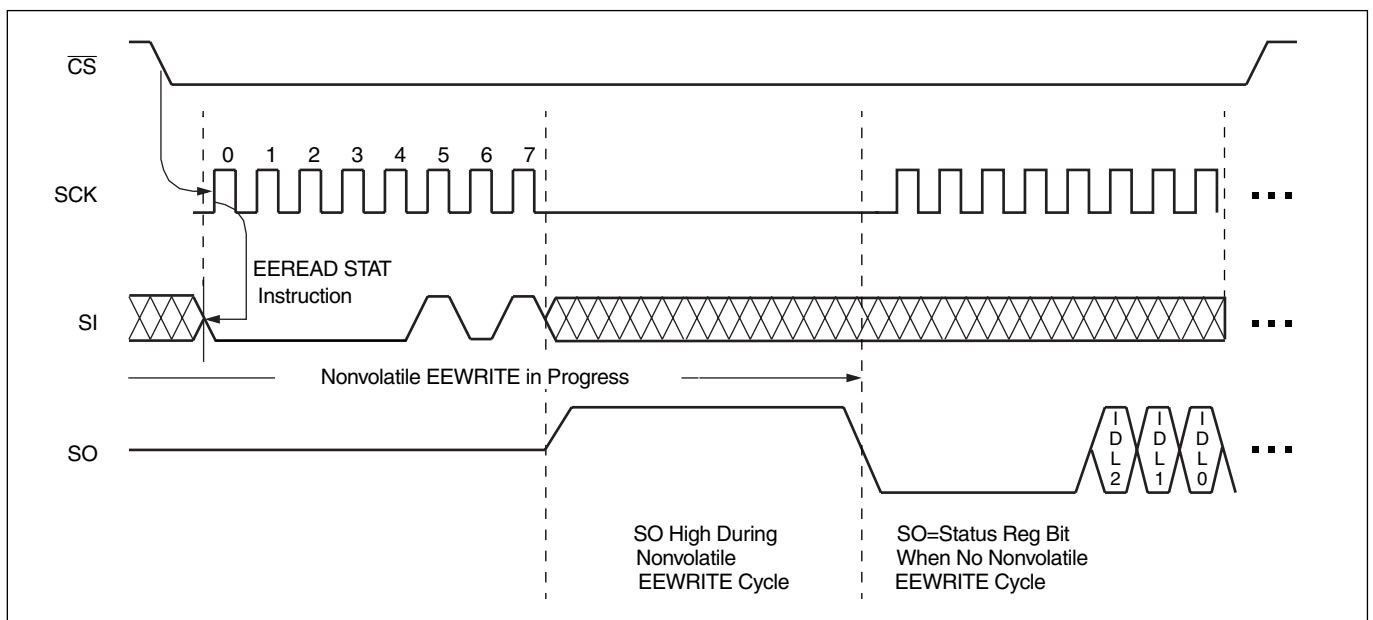 CS
0 1 2 3 4 5 6 7
SCK
EEREAD STAT
Instruction
SI
Nonvolatile EEWRITE in Progress
SO
I
D
L
2
I
D
L
1
I
D
L
0
SO High During
Nonvolatile
EEWRITE Cycle
SO=Status Reg Bit
When No Nonvolatile
EEWRITE Cycle